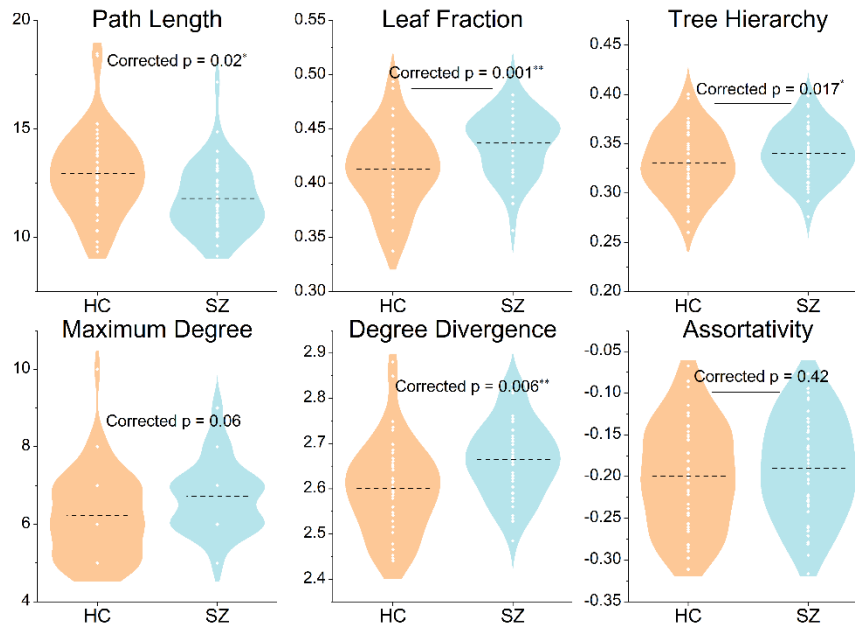 Path Length
20
15
10
Corrected p = 0.02*
HC
SZ
Leaf Fraction
0.55
0.50
0.45
0.40
0.35
0.30
Corrected p = 0.001**
HC
SZ
Tree Hierarchy
0.45
0.40
0.35
0.30
0.25
0.20
Corrected p = 0.017*
HC
SZ
Maximum Degree
10
8
6
4
Corrected p = 0.06
HC
SZ
Degree Divergence
2.9
2.8
2.7
2.6
2.5
2.4
Corrected p = 0.006**
HC
SZ
Assortativity
-0.05
-0.10
-0.15
-0.20
-0.25
-0.30
-0.35
Corrected p = 0.42
HC
SZ